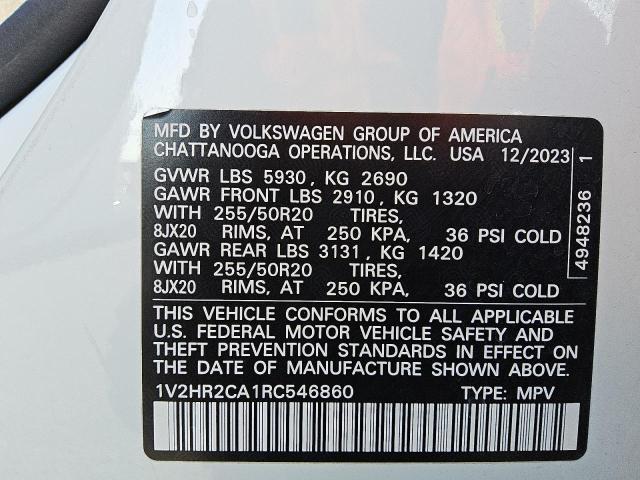 MFD BY VOLKSWAGEN GROUP OF AMERICA
CHATTANOOGA OPERATIONS, LLC. USA 12/2023
GVWR LBS 5930, KG 2690
GAWR FRONT LBS 2910, KG 1320
WITH 255/50R20 TIRES,
8JX20 RIMS, AT 250 KPA, 36 PSI COLD
GAWR REAR LBS 3131, KG 1420
WITH 255/50R20 TIRES,
8JX20 RIMS, AT 250 KPA, 36 PSI COLD
THIS VEHICLE CONFORMS TO ALL APPLICABLE
U.S. FEDERAL MOTOR VEHICLE SAFETY AND
THEFT PREVENTION STANDARDS IN EFFECT ON
THE DATE OF MANUFACTURE SHOWN ABOVE.
1V2HR2CA1RC546860 TYPE: MPV
4948236 1